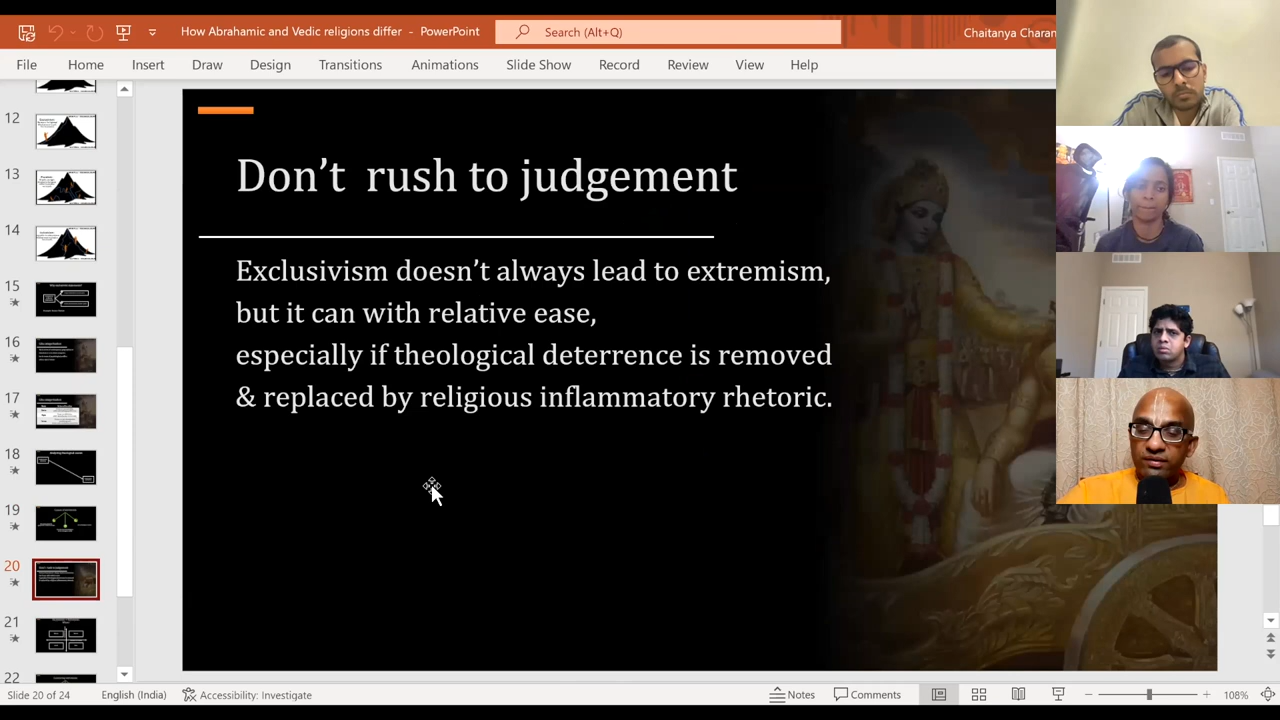 How Abrahamic and Vedic religions differ - PowerPoint
Search (Alt+Q)
Chaitanya Charan
File Home Insert Draw Design Transitions Animations Slide Show Record Review View Help
12
13
14
15
16
17
18
19
20
21
22
Don’t rush to judgement
Exclusivism doesn’t always lead to extremism,
but it can with relative ease,
especially if theological deterrence is removed
& replaced by religious inflammatory rhetoric.
Slide 20 of 24 English (India) Accessibility: Investigate Notes Comments 108%